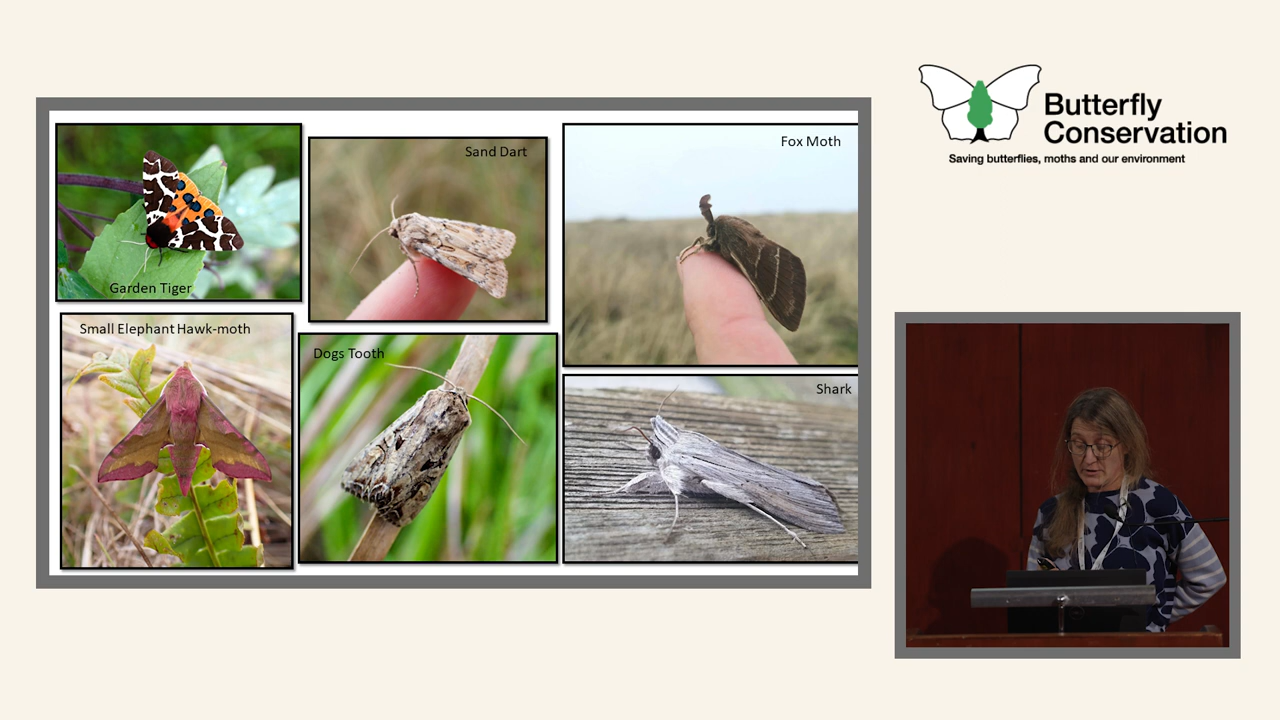 Garden Tiger
Sand Dart
Fox Moth
Small Elephant Hawk-moth
Dogs Tooth
Shark
Butterfly
Conservation
Saving butterflies, moths and our environment